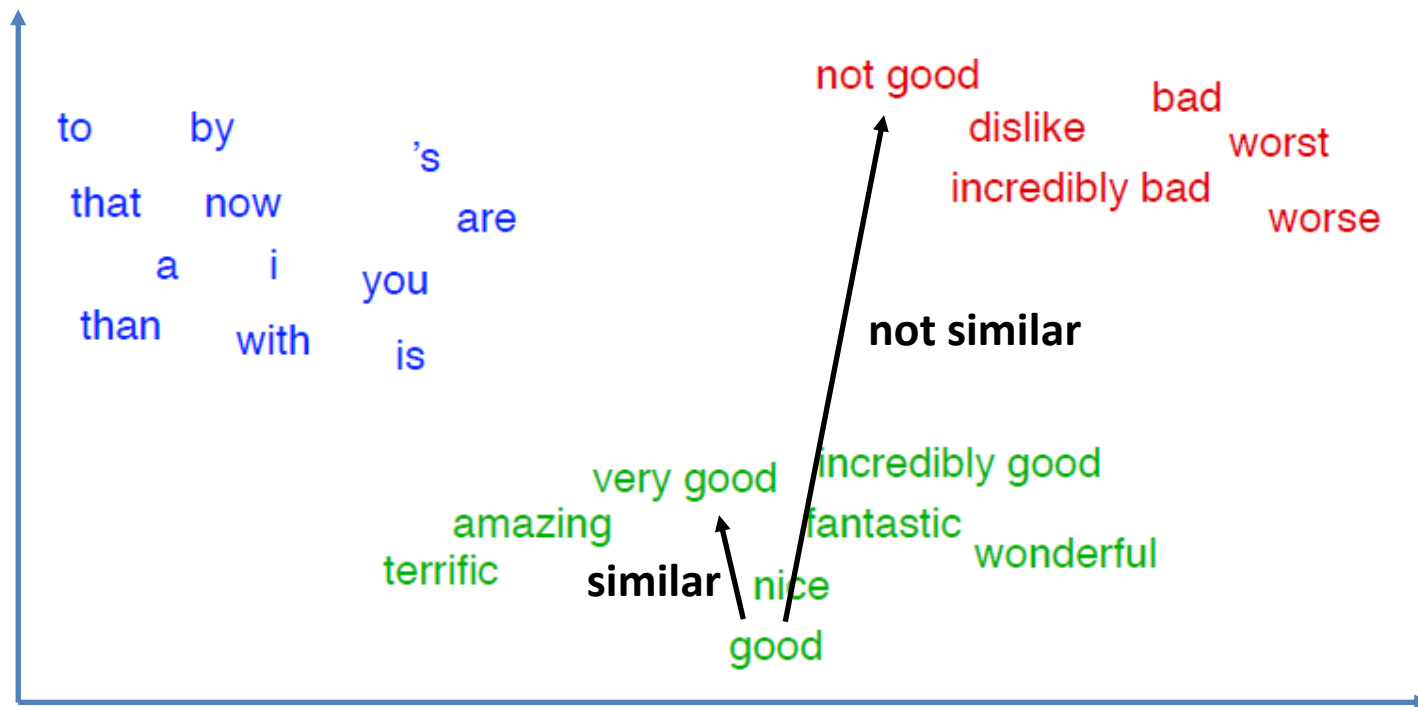 not good
bad
to
by
dislike
worst
’s
incredibly bad
that
now
are
worse
a
i
you
than
with
is
not similar
very good
incredibly good
amazing
fantastic
wonderful
terrific
similar
nice
good